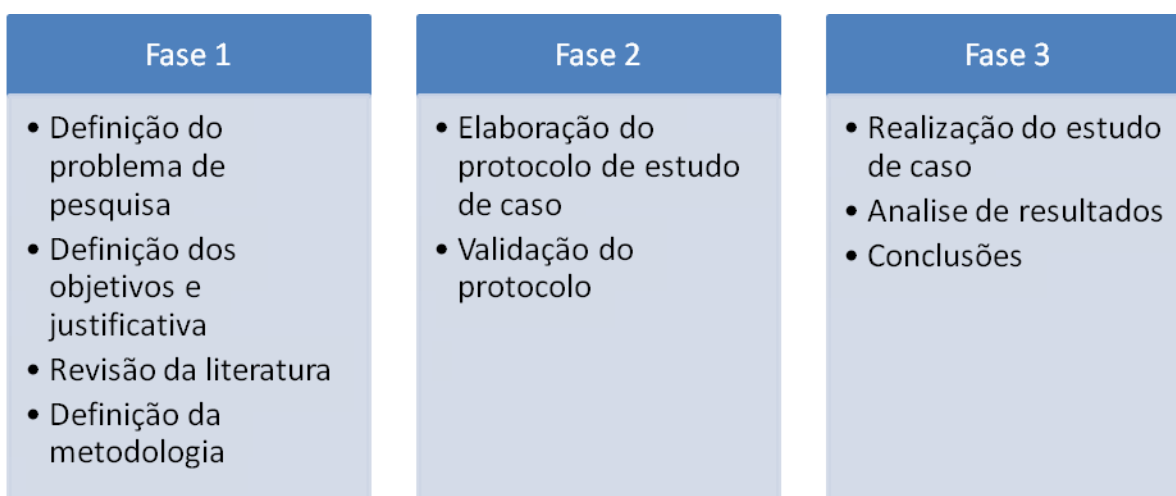 Fase 1
• Definição do
problema de
pesquisa
• Definição dos
objetivos e
justificativa
• Revisão da literatura
• Definição da
metodologia
Fase 2
• Elaboração do
protocolo de estudo
de caso
• Validação do
protocolo
Fase 3
• Realização do estudo
de caso
• Analise de resultados
• Conclusões